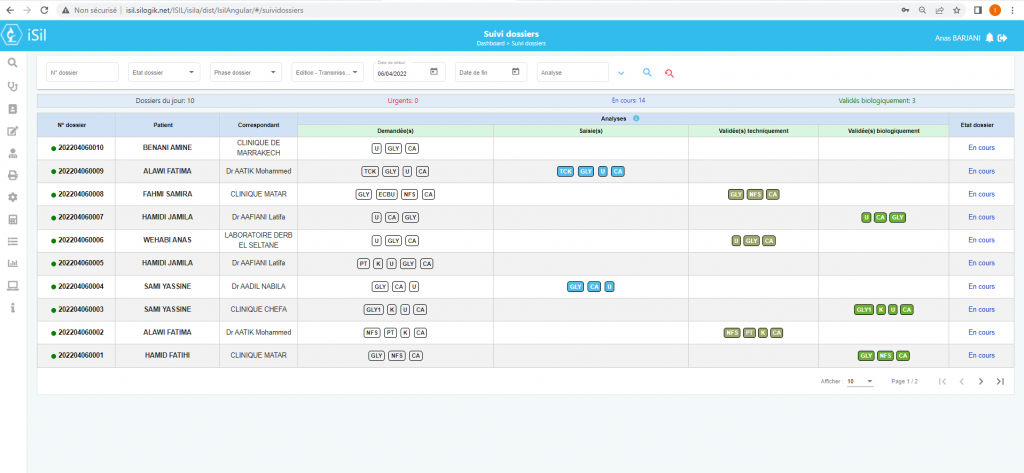 Non sécurisé | isil.silogik.net/ISIL/isila/dist/IsilAngular/#/suividossiers
iSil
Suivi dossiers
Dashboard > Suivi dossiers
Anas BARJANI
N° dossier
Etat dossier
Phase dossier
Edition - Transmiss...
Date de début
06/04/2022
Date de fin
Analyse
Dossiers du jour: 10
Urgents: 0
En cours: 14
Validés biologiquement: 3
N° dossier Patient Correspondant Analyses Etat dossier
Demandée(s) Saisie(s) Validée(s) techniquement Validée(s) biologiquement
202204060010 BENANI AMINE CLINIQUE DE MARRAKECH U GLY CA En cours
202204060009 ALAWI FATIMA Dr AATIK Mohammed TCK GLY U CA TCK GLY U CA En cours
202204060008 FAHMI SAMIRA CLINIQUE MATAR GLY ECBU NFS CA GLY NFS CA En cours
202204060007 HAMIDI JAMILA Dr AAFIANI Latifa U CA GLY U CA GLY En cours
202204060006 WEHABI ANAS LABORATOIRE DERB EL SELTANE U GLY CA U GLY CA En cours
202204060005 HAMIDI JAMILA Dr AAFIANI Latifa PT K U GLY CA En cours
202204060004 SAMI YASSINE Dr AADIL NABILA GLY CA U GLY CA U En cours
202204060003 SAMI YASSINE CLINIQUE CHEFA GLY1 K U CA GLY1 K U CA En cours
202204060002 ALAWI FATIMA Dr AATIK Mohammed NFS PT K CA NFS PT K CA En cours
202204060001 HAMID FATIHI CLINIQUE MATAR GLY NFS CA GLY NFS CA En cours
Afficher 10 Page 1 / 2